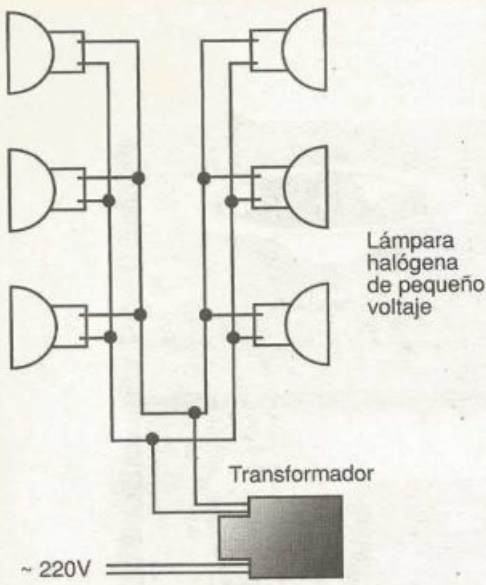 Lámpara
halógena
de pequeño
voltaje
Transformador
~ 220V